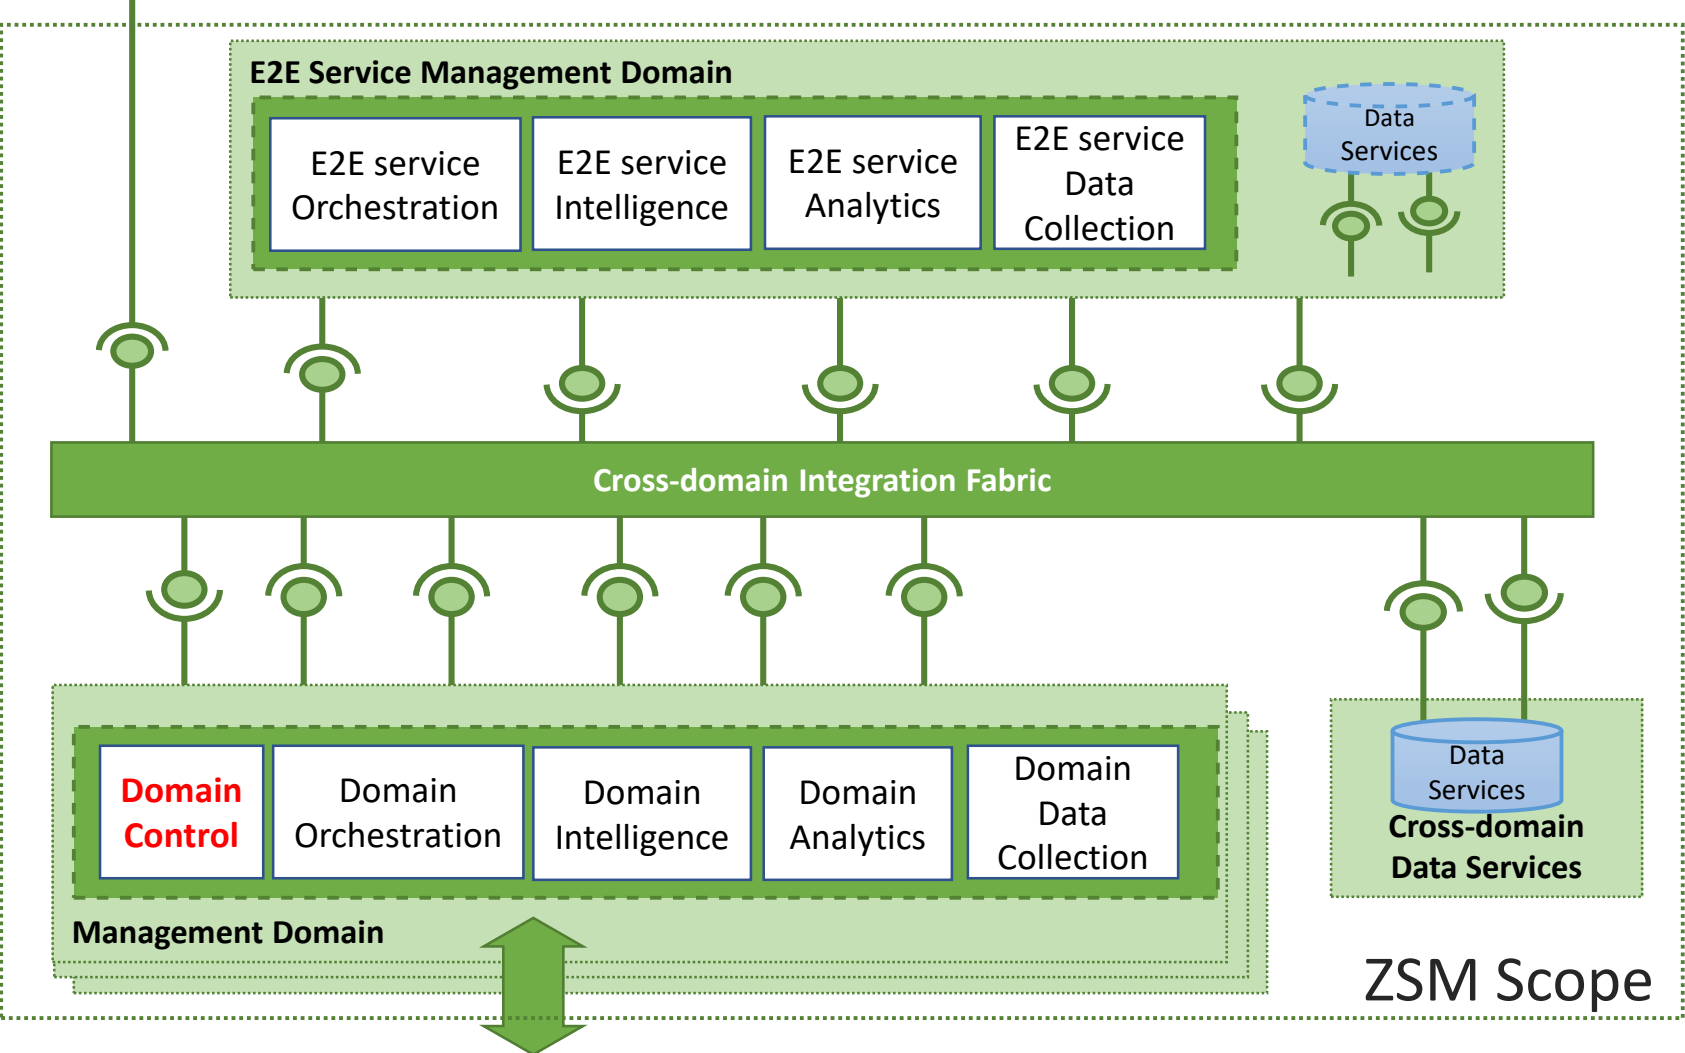 E2E Service Management Domain
E2E service
Orchestration
E2E service
Intelligence
E2E service
Analytics
E2E service
Data
Collection
Data
Services
Cross-domain Integration Fabric
Domain
Control
Domain
Orchestration
Domain
Intelligence
Domain
Analytics
Domain
Data
Collection
Management Domain
Data
Services
Cross-domain
Data Services
ZSM Scope